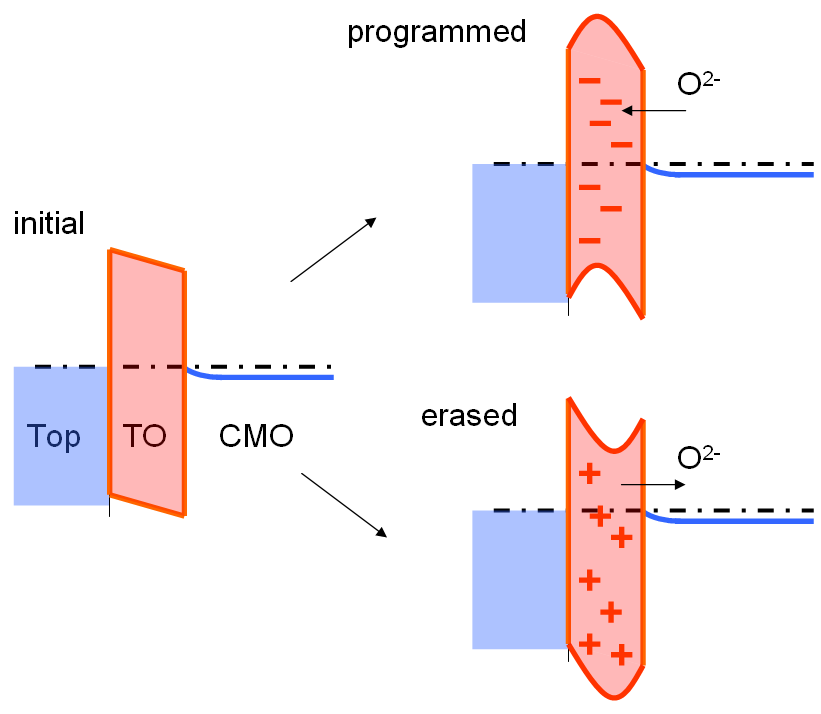 programmed
O²⁻
initial
Top TO CMO
erased
O²⁻